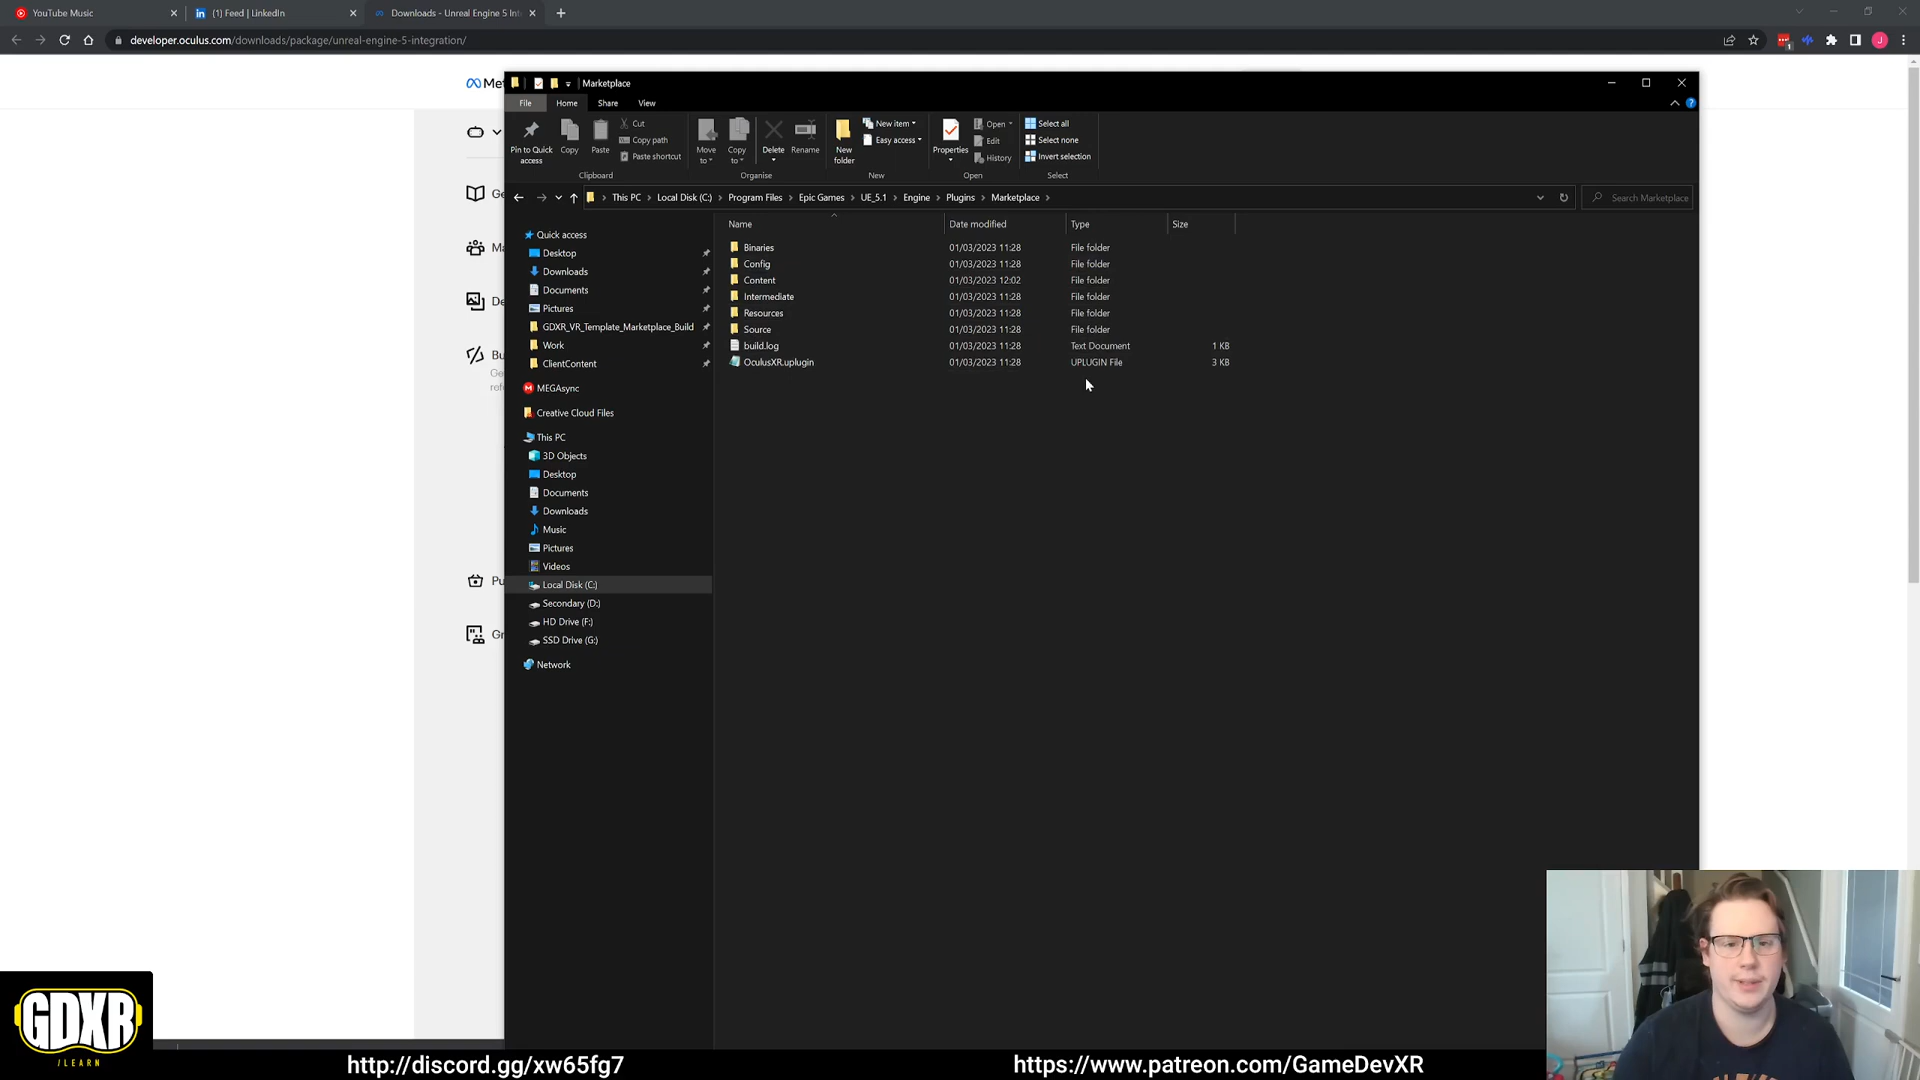 YouTube Music
(1) Feed | LinkedIn
Downloads - Unreal Engine 5 Int
developer.oculus.com/downloads/package/unreal-engine-5-integration/
Marketplace
File
Home
Share
View
Pin to Quick access
Copy
Paste
Cut
Copy path
Paste shortcut
Clipboard
Move to
Copy to
Delete
Rename
Organise
New folder
New item
Easy access
New
Properties
Open
Edit
History
Open
Select all
Select none
Invert selection
Select
This PC > Local Disk (C:) > Program Files > Epic Games > UE_5.1 > Engine > Plugins > Marketplace >
Search Marketplace
Name Date modified Type Size
Binaries 01/03/2023 11:28 File folder
Config 01/03/2023 11:28 File folder
Content 01/03/2023 12:02 File folder
Intermediate 01/03/2023 11:28 File folder
Resources 01/03/2023 11:28 File folder
Source 01/03/2023 11:28 File folder
build.log 01/03/2023 11:28 Text Document 1 KB
OculusXR.uplugin 01/03/2023 11:28 UPLUGIN File 3 KB
Quick access
Desktop
Downloads
Documents
Pictures
GDXR_VR_Template_Marketplace_Build
Work
ClientContent
MEGAsync
Creative Cloud Files
This PC
3D Objects
Desktop
Documents
Downloads
Music
Pictures
Videos
Local Disk (C:)
Secondary (D:)
HD Drive (F:)
SSD Drive (G:)
Network
GDXR
/LEARN
http://discord.gg/xw65fg7
https://www.patreon.com/GameDevXR